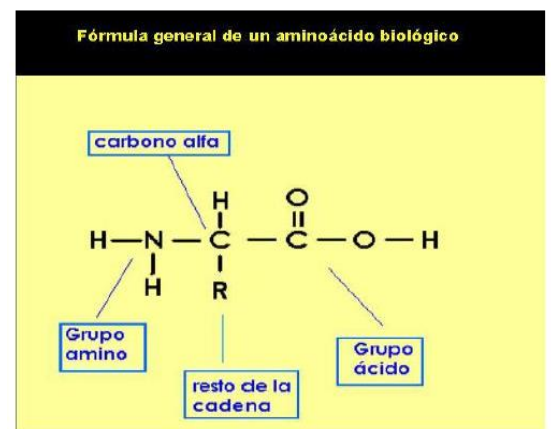 Fórmula general de un aminoácido biológico
carbono alfa
H O
H—N—C—C—O—H
H R
Grupo
amino
resto de la
cadena
Grupo
ácido